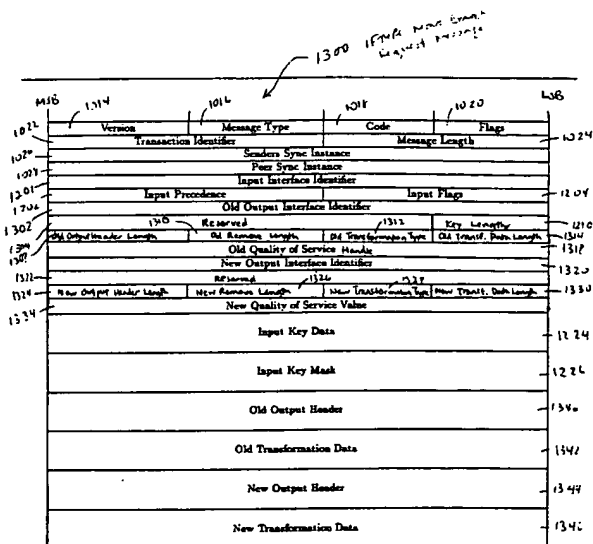 1300 IFMP Move Branch
Request Message
MSB 1014 1016 1018 1020 LSB
1022 Version Message Type Code Flags
Transaction Identifier Message Length 1024
1026 Senders Sync Instance
1028 Peer Sync Instance
1201 Input Interface Identifier
Input Precedence Input Flags 1204
1202 Old Output Interface Identifier
1302 1308 Reserved 1312 Key Lengths 1210
1304 Old Output Header Length Old Remove Length Old Transformation Type Old Transf. Data Length 1314
Old Quality of Service Handle 1318
New Output Interface Identifier 1320
1322 Reserved 1326
1324 New Output Header Length New Remove Length New Transformation Type New Transf. Data Length 1330
1334 New Quality of Service Value
Input Key Data 1224
Input Key Mask 1226
Old Output Header 1340
Old Transformation Data 1342
New Output Header 1344
New Transformation Data 1346